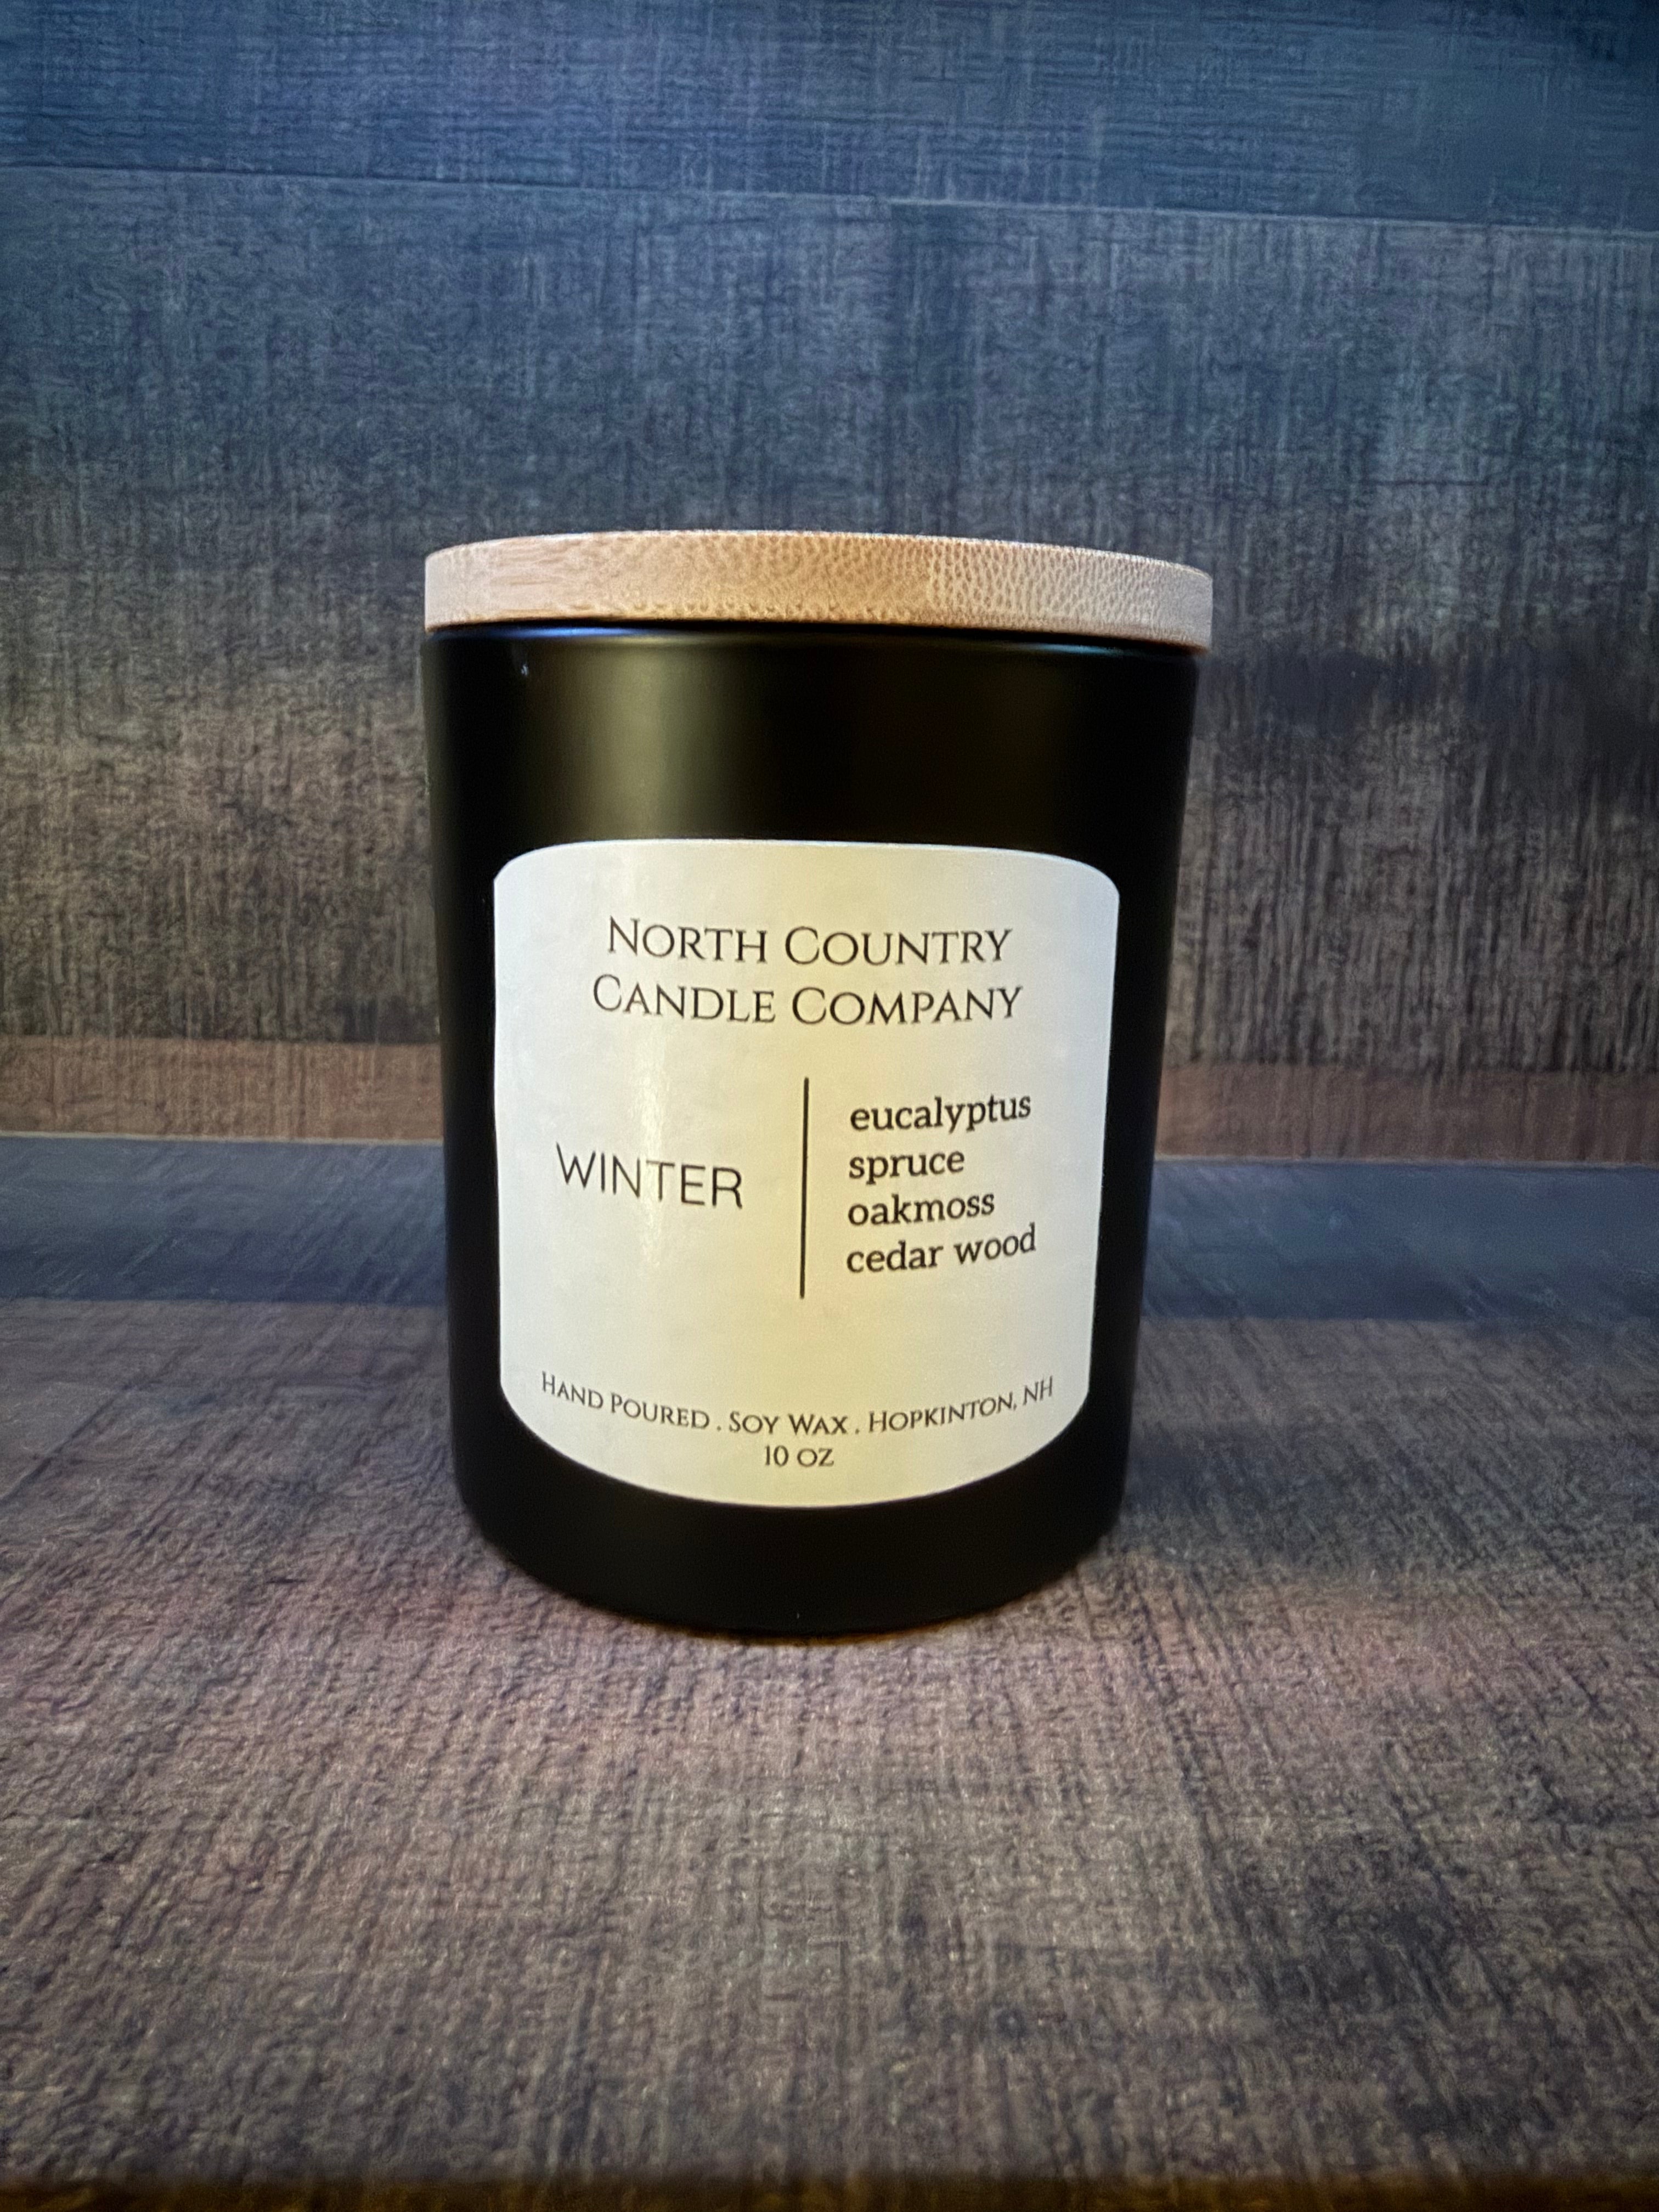 NORTH COUNTRY
CANDLE COMPANY
WINTER
eucalyptus
spruce
oakmoss
cedar wood
HAND POURED . SOY WAX . HOPKINTON, NH
10 OZ